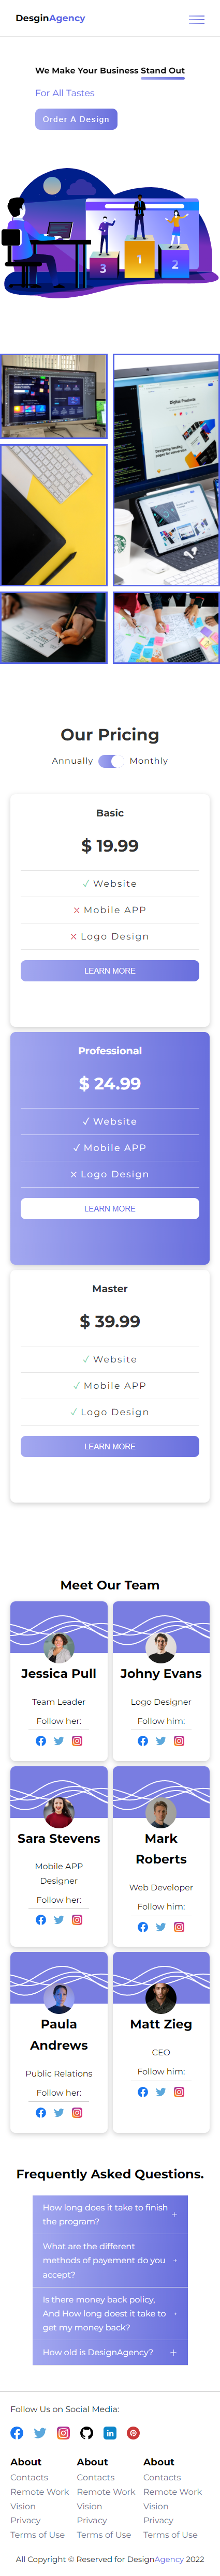 DesginAgency
We Make Your Business Stand Out
For All Tastes
Order A Design
3
1
2
Digital Products
Our Pricing
Annually Monthly
Basic
$ 19.99
✓ Website
X Mobile APP
X Logo Design
LEARN MORE
Professional
$ 24.99
✓ Website
✓ Mobile APP
X Logo Design
LEARN MORE
Master
$ 39.99
✓ Website
✓ Mobile APP
✓ Logo Design
LEARN MORE
Meet Our Team
Jessica Pull
Team Leader
Follow her:
Johny Evans
Logo Designer
Follow him:
Sara Stevens
Mobile APP
Designer
Follow her:
Mark
Roberts
Web Developer
Follow him:
Paula
Andrews
Public Relations
Follow her:
Matt Zieg
CEO
Follow him:
Frequently Asked Questions.
How long does it take to finish
the program?
+
What are the different
methods of payement do you
accept?
+
Is there money back policy,
And How long doest it take to
get my money back?
+
How old is DesignAgency?
+
Follow Us on Social Media:
About
Contacts
Remote Work
Vision
Privacy
Terms of Use
About
Contacts
Remote Work
Vision
Privacy
Terms of Use
About
Contacts
Remote Work
Vision
Privacy
Terms of Use
All Copyright © Reserved for DesignAgency 2022